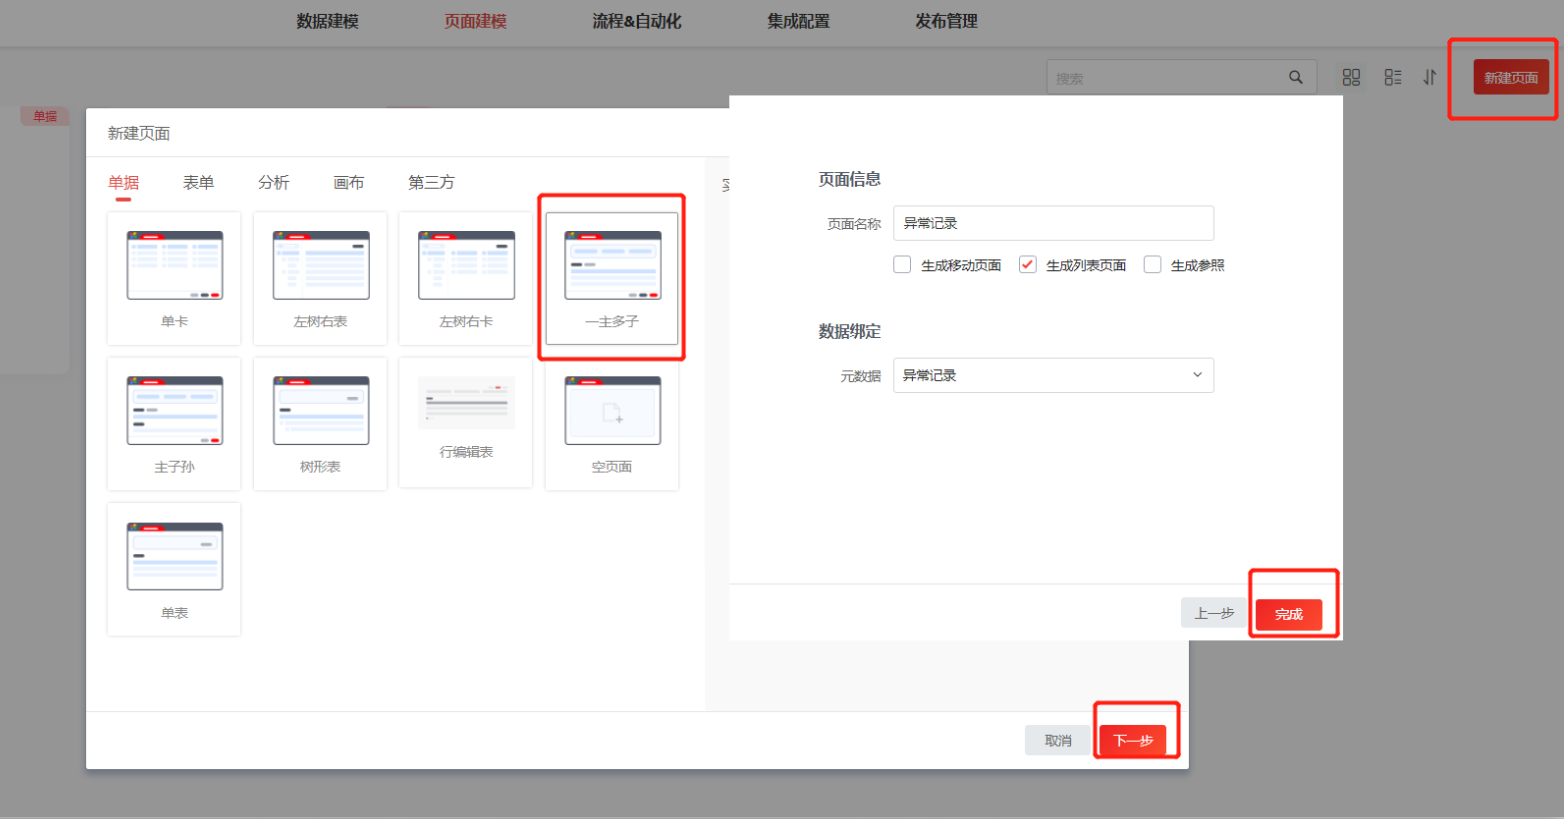 数据建模 页面建模 流程&自动化 集成配置 发布管理
搜索 新建页面
单据
新建页面
单据 表单 分析 画布 第三方
单卡 左树右表 左树右卡 一主多子
主子孙 树形表 行编辑表 空页面
单表
取消 下一步
页面信息
页面名称 异常记录
生成移动页面 生成列表页面 生成参照
数据绑定
元数据 异常记录
上一步 完成